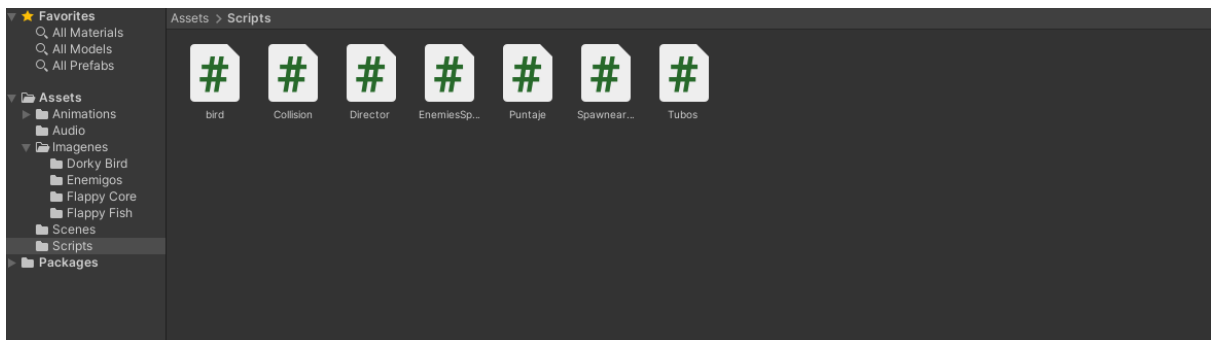 Favorites
All Materials
All Models
All Prefabs
Assets
Animations
Audio
Imagenes
Dorky Bird
Enemigos
Flappy Core
Flappy Fish
Scenes
Scripts
Packages
Assets > Scripts
# # # # # # #
bird Collision Director EnemiesSp... Puntaje Spawnear... Tubos